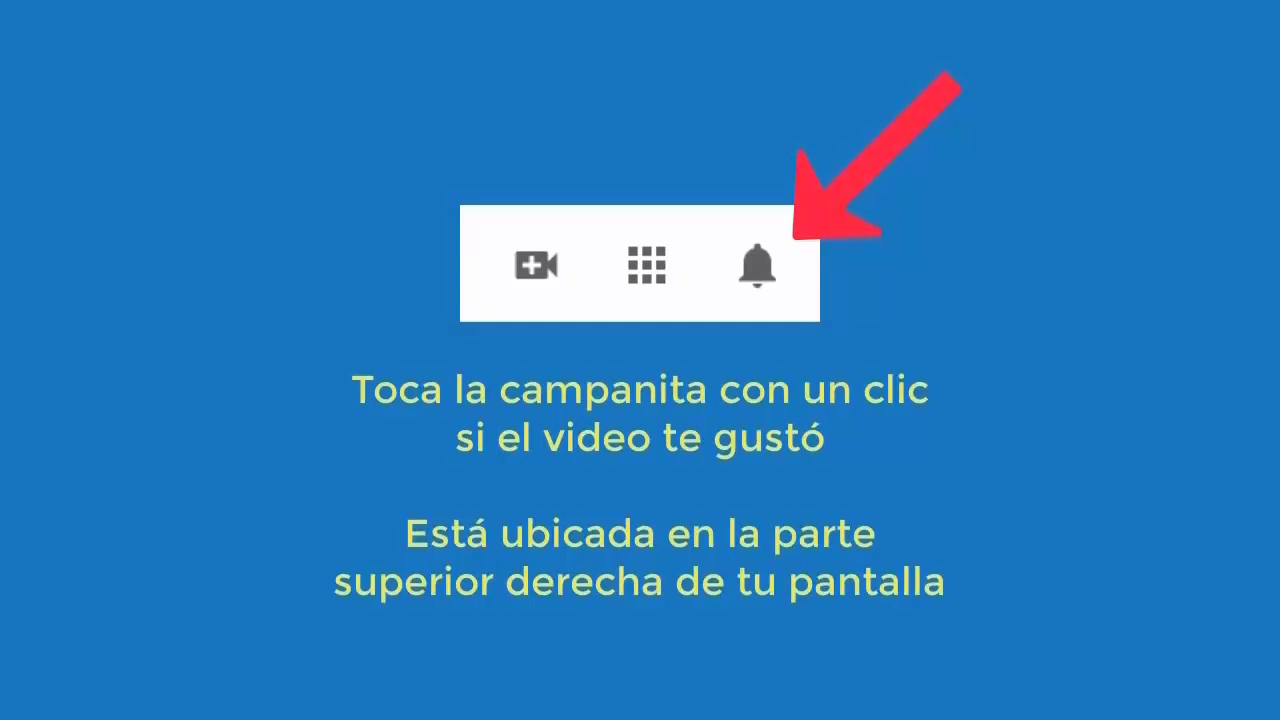 Toca la campanita con un clic
si el video te gustó
Está ubicada en la parte
superior derecha de tu pantalla